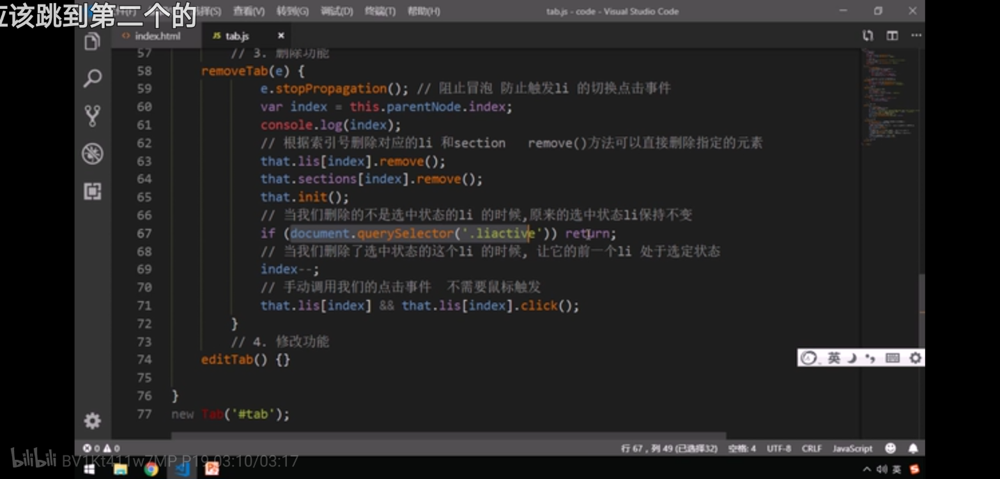 应该跳到第二个的
选择(S) 查看(V) 转到(G) 调试(D) 终端(T) 帮助(H)
tab.js - code - Visual Studio Code
index.html
JS tab.js ×
57 // 3. 删除功能
58 removeTab(e) {
59 e.stopPropagation(); // 阻止冒泡 防止触发li 的切换点击事件
60 var index = this.parentNode.index;
61 console.log(index);
62 // 根据索引号删除对应的li 和section remove()方法可以直接删除指定的元素
63 that.lis[index].remove();
64 that.sections[index].remove();
65 that.init();
66 // 当我们删除的不是选中状态的li 的时候,原来的选中状态li保持不变
67 if (document.querySelector('.liactive')) return;
68 // 当我们删除了选中状态的这个li 的时候, 让它的前一个li 处于选定状态
69 index--;
70 // 手动调用我们的点击事件 不需要鼠标触发
71 that.lis[index] && that.lis[index].click();
72 }
73 // 4. 修改功能
74 editTab() {}
75
76 }
77 new Tab('#tab');
英
0 0
行 67，列 49 (已选择32) 空格: 4 UTF-8 CRLF JavaScript
bilibili BV1Kt411w7MP P19 03:10/03:17
英